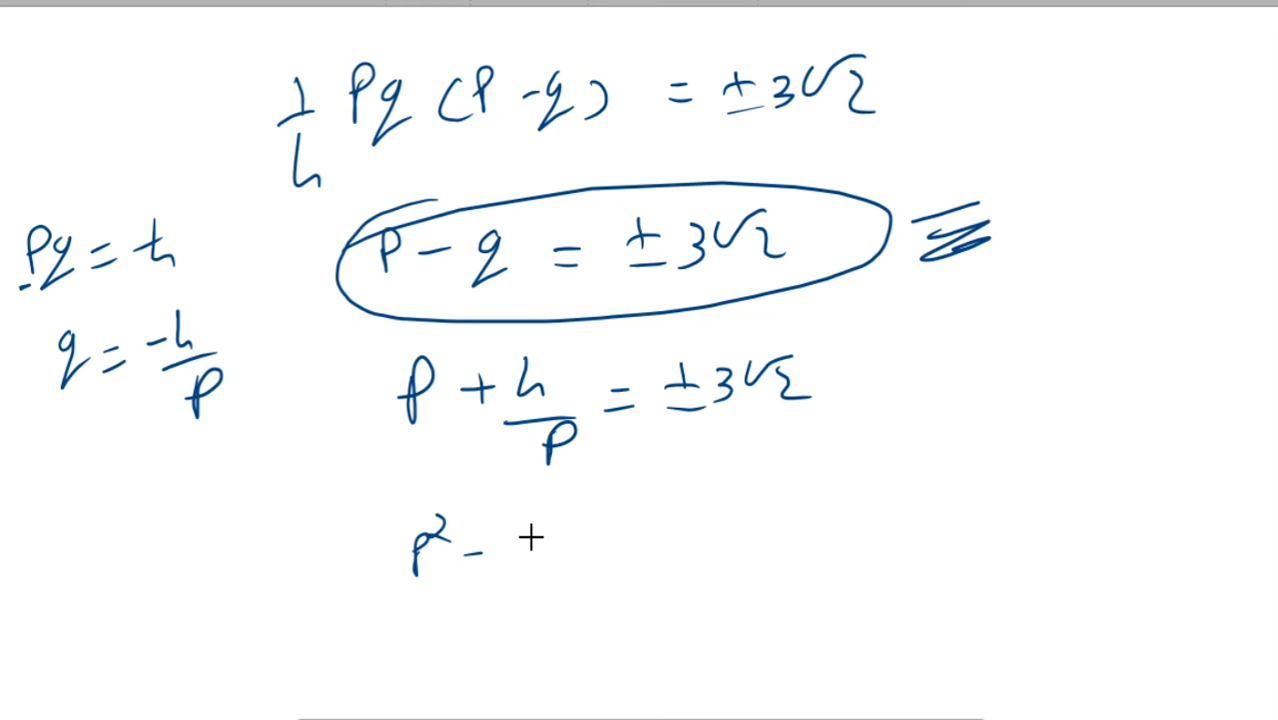 1/4 Pq (P - q) = ±3√2
P - q = ±3√2
Pq = -4
q = -4/P
P + 4/P = ±3√2
P² -